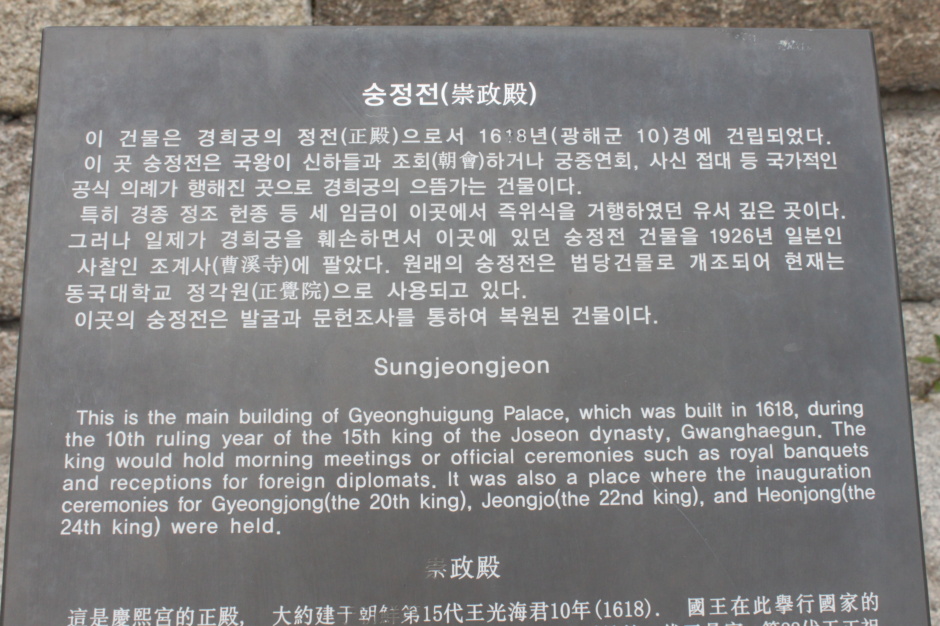 숭정전(崇政殿)
이 건물은 경희궁의 정전(正殿)으로서 1618년(광해군 10)경에 건립되었다.
이 곳 숭정전은 국왕이 신하들과 조회(朝會)하거나 궁중연회, 사신 접대 등 국가적인
공식 의례가 행해진 곳으로 경희궁의 으뜸가는 건물이다.
특히 경종 정조 헌종 등 세 임금이 이곳에서 즉위식을 거행하였던 유서 깊은 곳이다.
그러나 일제가 경희궁을 훼손하면서 이곳에 있던 숭정전 건물을 1926년 일본인
사찰인 조계사(曹溪寺)에 팔았다. 원래의 숭정전은 법당건물로 개조되어 현재는
동국대학교 정각원(正覺院)으로 사용되고 있다.
이곳의 숭정전은 발굴과 문헌조사를 통하여 복원된 건물이다.
Sungjeongjeon
This is the main building of Gyeonghuigung Palace, which was built in 1618, during
the 10th ruling year of the 15th king of the Joseon dynasty, Gwanghaegun. The
king would hold morning meetings or official ceremonies such as royal banquets
and receptions for foreign diplomats. It was also a place where the inauguration
ceremonies for Gyeongjong(the 20th king), Jeongjo(the 22nd king), and Heonjong(the
24th king) were held.
崇政殿
這是慶熙宮的正殿, 大約建于朝鮮第15代王光海君10年(1618). 國王在此舉行國家的